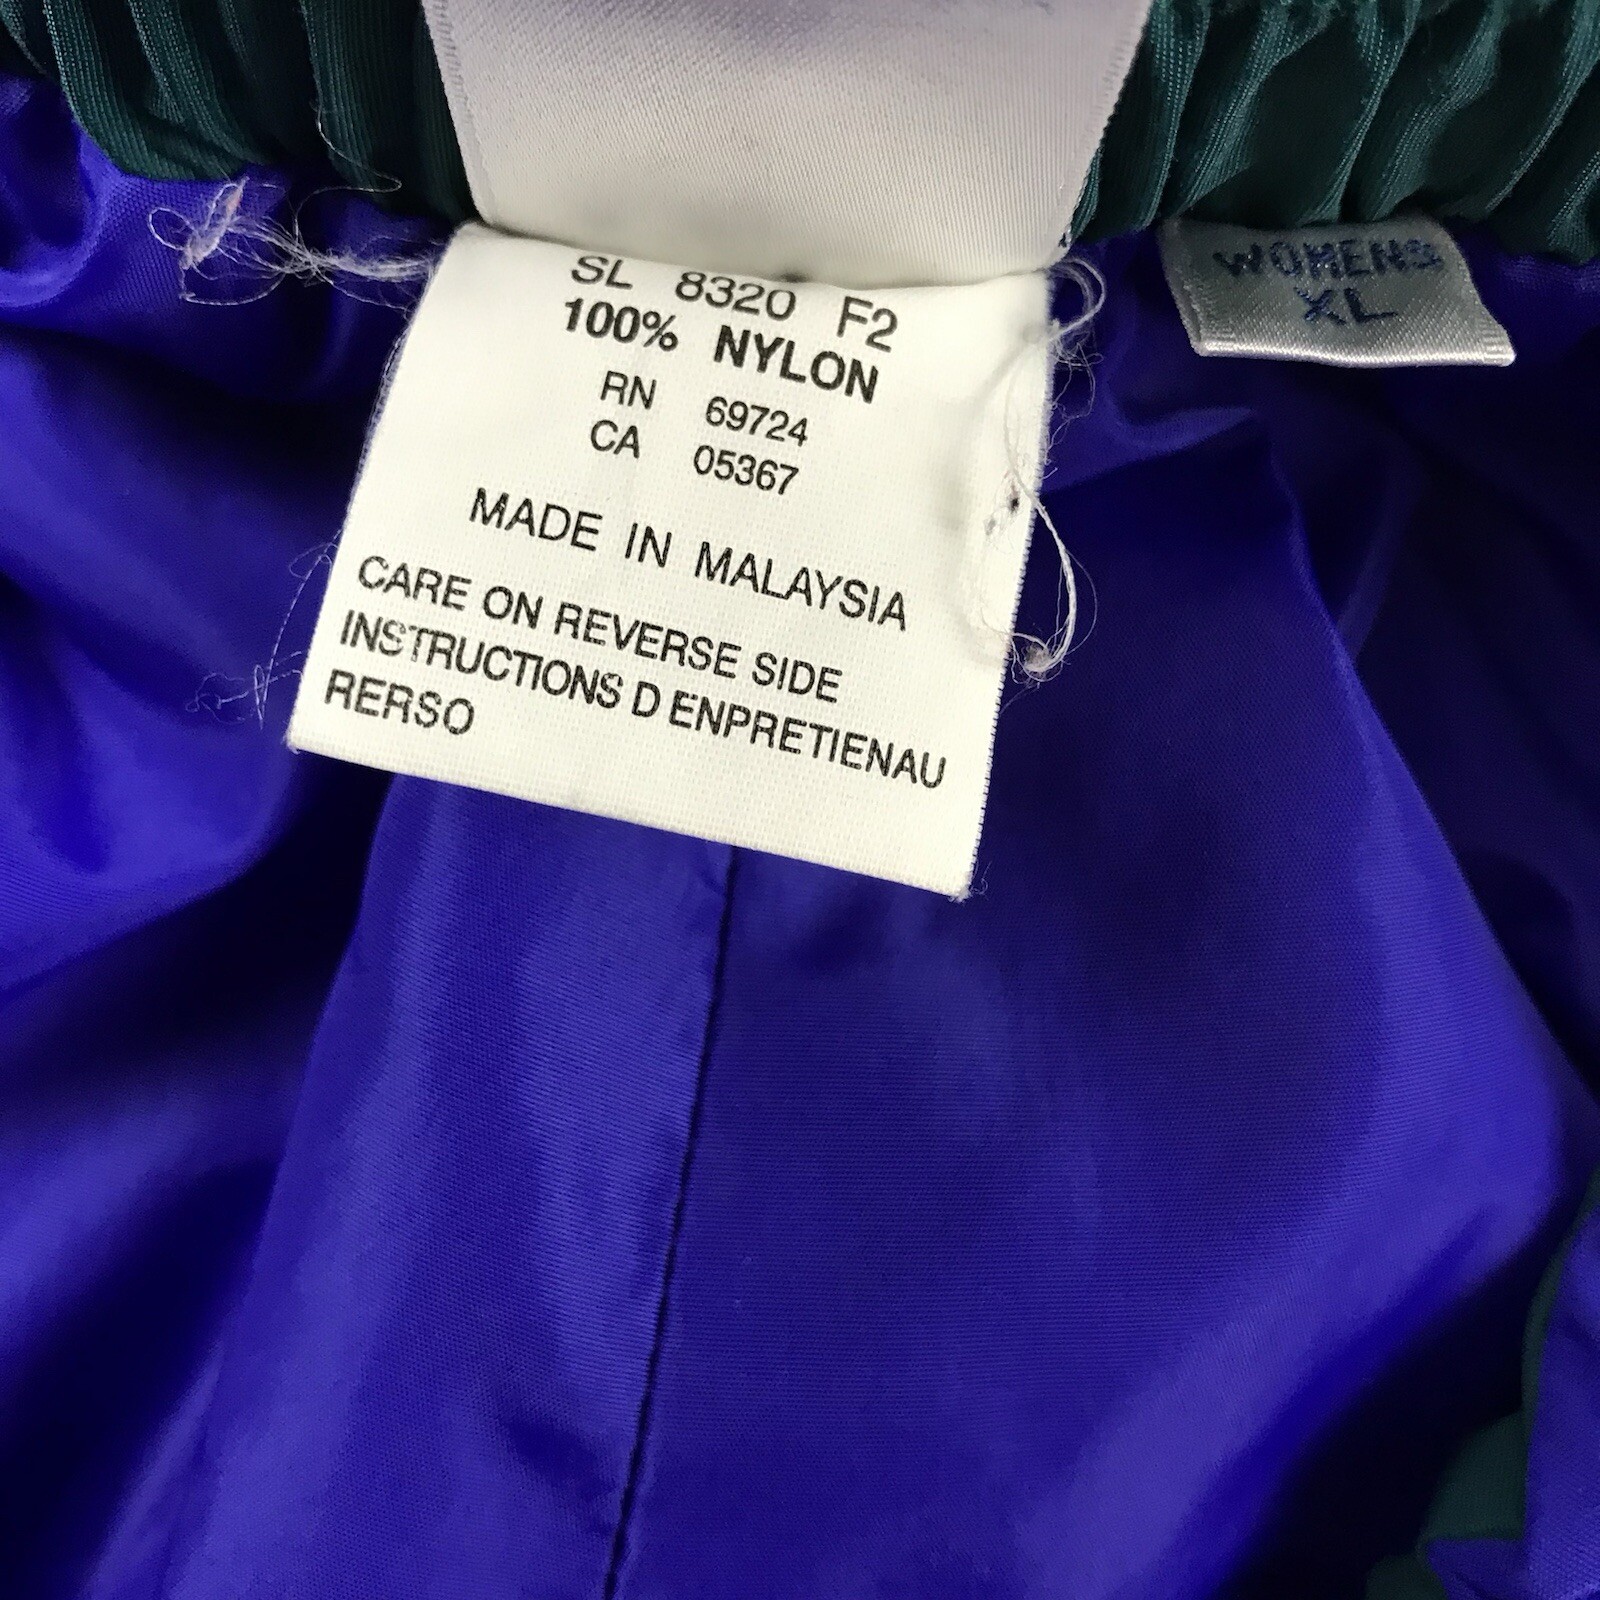 SL 8320 F2
100% NYLON
RN 69724
CA 05367
MADE IN MALAYSIA
CARE ON REVERSE SIDE
INSTRUCTIONS D ENPRETIENAU
RERSO
WOMENS
XL